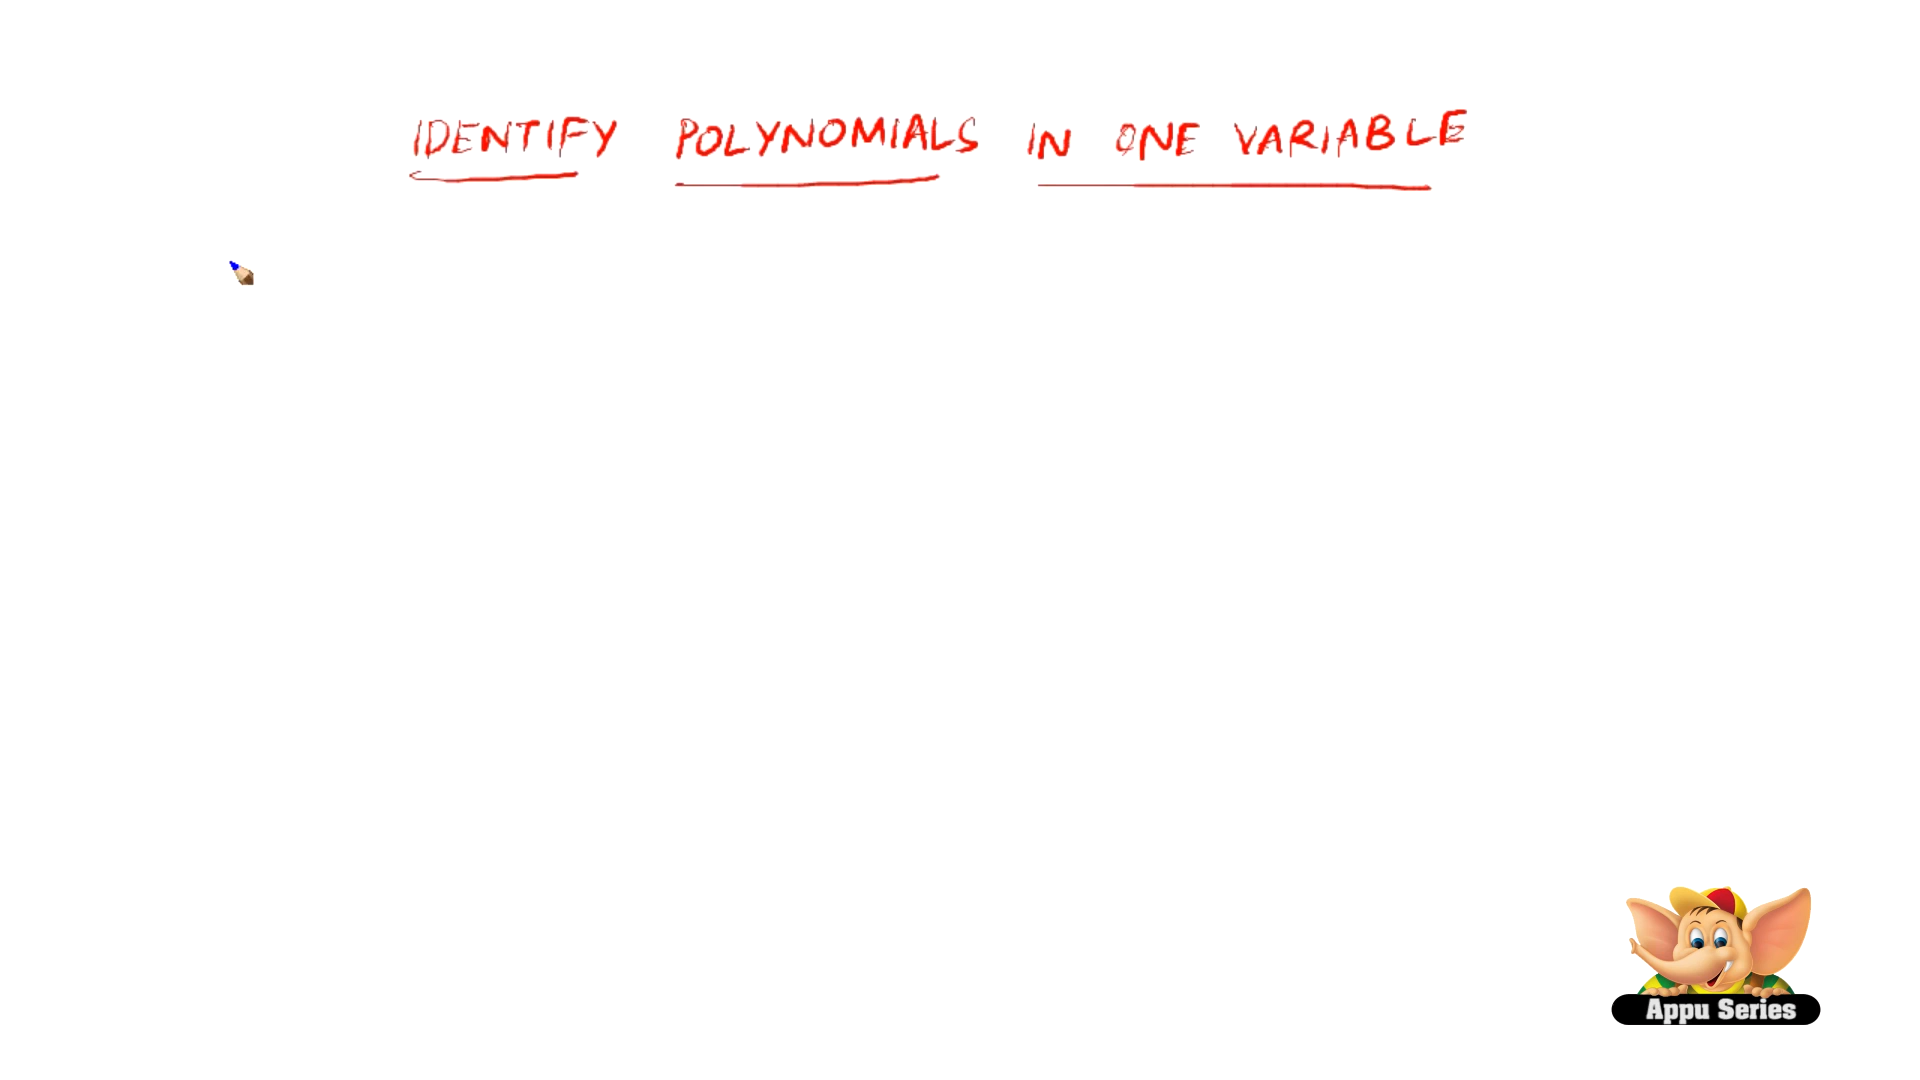 IDENTIFY POLYNOMIALS IN ONE VARIABLE
Appu Series